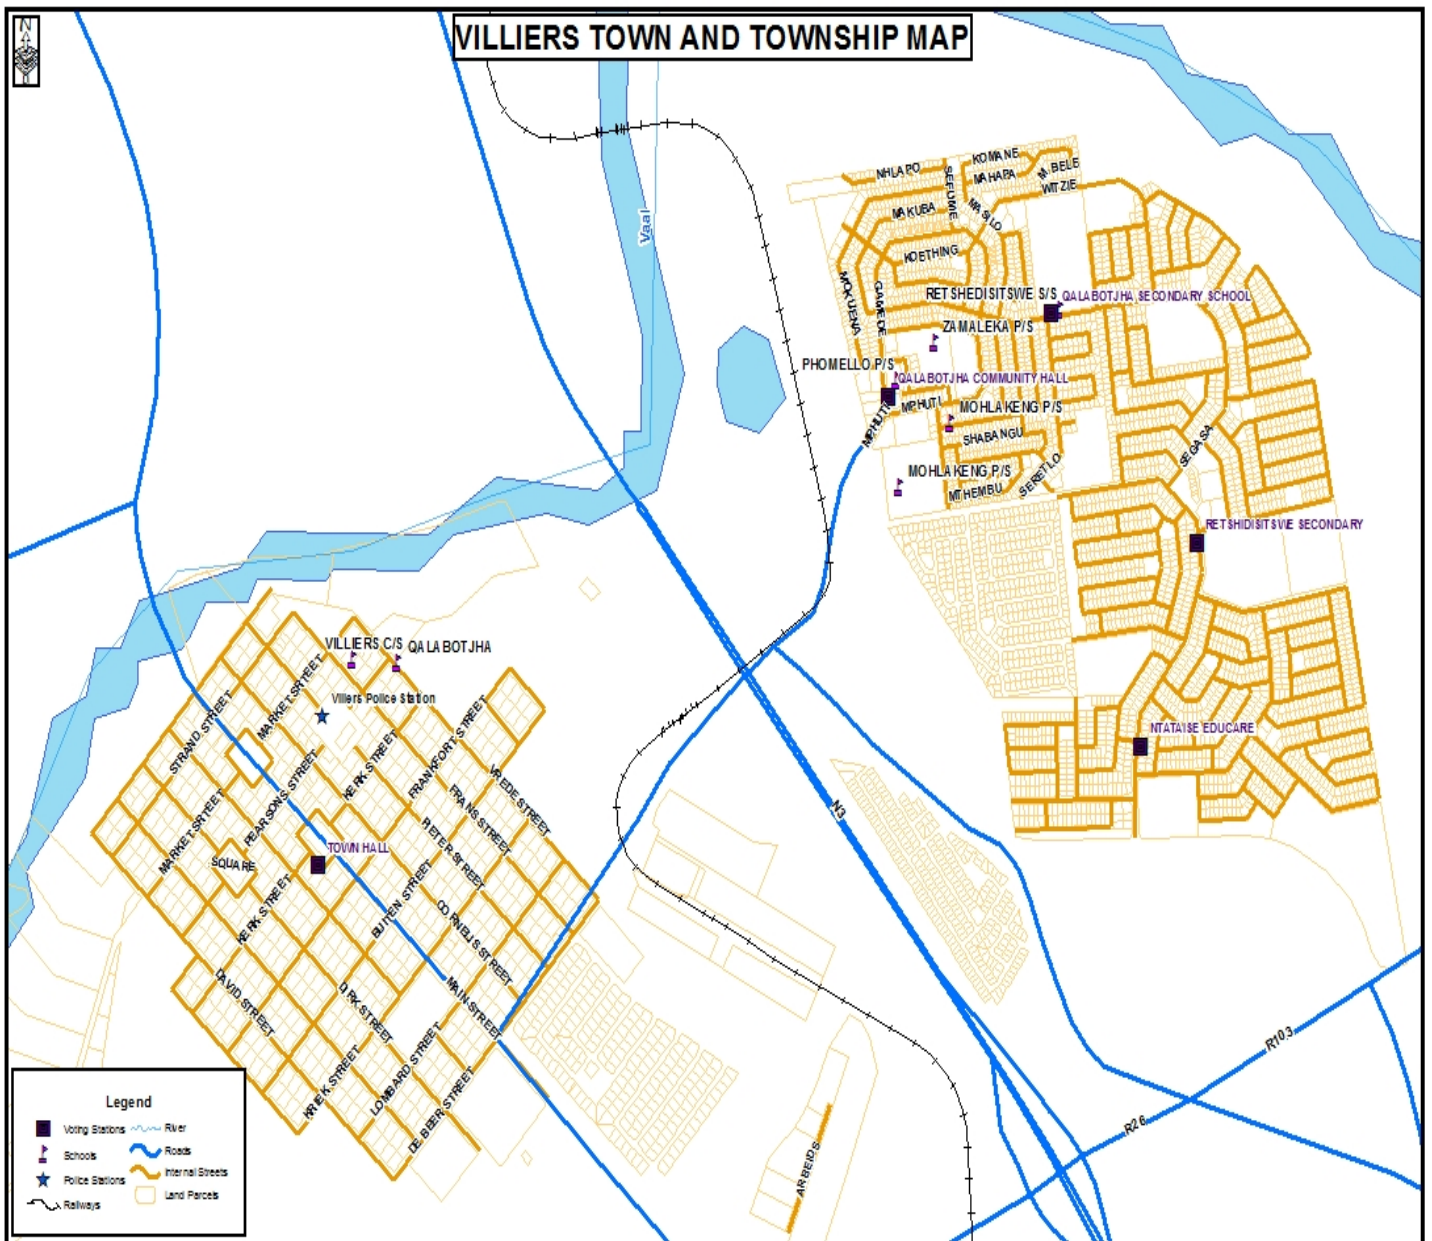 VILLIERS TOWN AND TOWNSHIP MAP
N
Vaal
NHLAPO
SEFUME
KOMANE
MAHAPA
M.BELE
WITZIE
MAKUBA
MASILO
KOETHING
MOKUENA
GAMEDE
RETSHEDISITSWE S/S
QALABOTJHA SECONDARY SCHOOL
ZAMALEKA P/S
PHOMELLO P/S
QALABOTJHA COMMUNITY HALL
MPHUTI
MPHUTI
MOHLAKENG P/S
SHABANGU
SEGASA
MOHLAKENG P/S
MTHEMBU
SERETLO
RETSHIDISITSWE SECONDARY
NTATAISE EDUCARE
VILLIERS C/S
QALABOTJHA
Villers Police Station
MARKET SRTEET
STRAND STREET
FRANKFORT STREET
KERK STREET
PEARSONS STREET
VREDE STREET
FRANS STREET
MARKET SRTEET
PIETER STREET
SQUARE
TOWN HALL
BUITEN STREET
KERK STREET
CORNELIS STREET
DAVID STREET
DIRK STREET
MAIN STREET
KRIEK STREET
LOMBARD STREET
DE BEER STREET
N3
R103
R26
ARBEIDS
Legend
Voting Stations
River
Schools
Roads
Police Stations
Internal Streets
Railways
Land Parcels